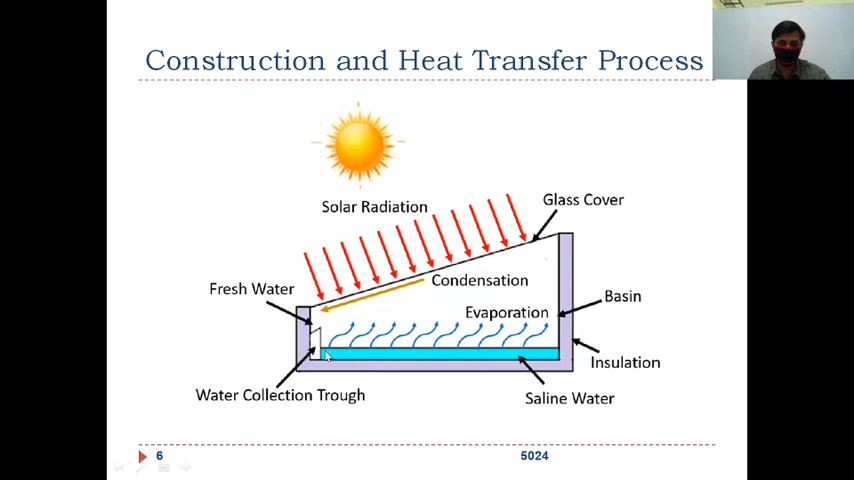 Construction and Heat Transfer Process
Glass Cover
Solar Radiation
Condensation
Fresh Water
Basin
Evaporation
Insulation
Water Collection Trough
Saline Water
6
5024